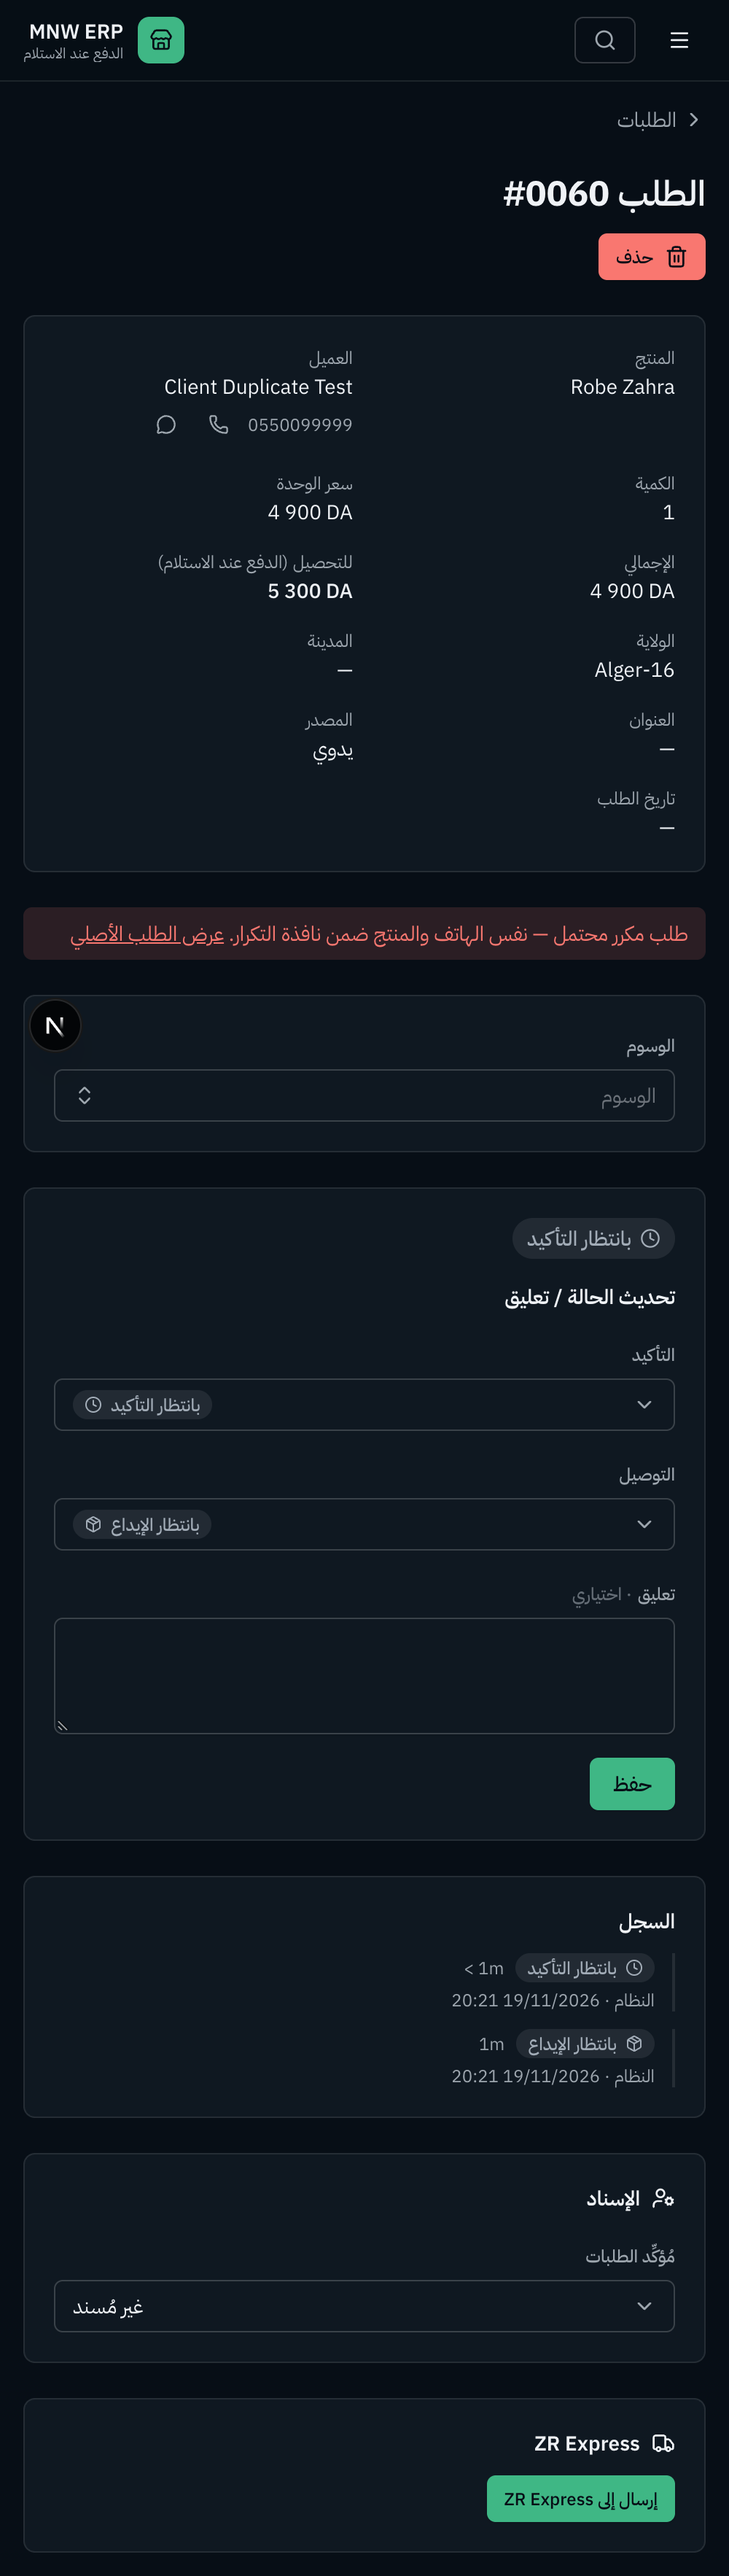 MNW ERP
الدفع عند الاستلام
الطلبات
الطلب 0060#
حذف
المنتج
Robe Zahra
العميل
Client Duplicate Test
0550099999
الكمية
1
سعر الوحدة
4 900 DA
الإجمالي
4 900 DA
للتحصيل (الدفع عند الاستلام)
5 300 DA
الولاية
Alger-16
المدينة
—
العنوان
—
المصدر
يدوي
تاريخ الطلب
—
طلب مكرر محتمل — نفس الهاتف والمنتج ضمن نافذة التكرار. عرض الطلب الأصلي
N
الوسوم
الوسوم
بانتظار التأكيد
تحديث الحالة / تعليق
التأكيد
بانتظار التأكيد
التوصيل
بانتظار الإيداع
تعليق · اختياري
حفظ
السجل
بانتظار التأكيد < 1m
النظام · 19/11/2026 20:21
بانتظار الإيداع 1m
النظام · 19/11/2026 20:21
الإسناد
مُؤكِّد الطلبات
غير مُسند
ZR Express
إرسال إلى ZR Express